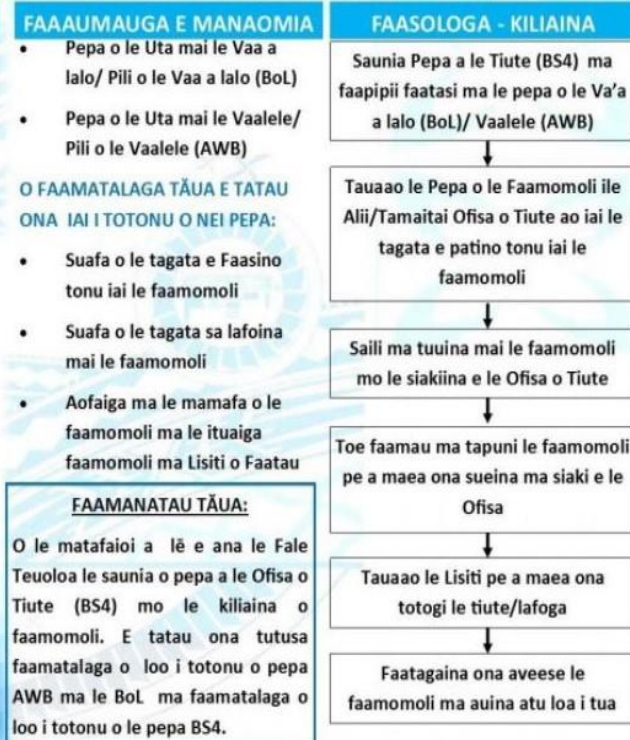 FAAAUMAUGA E MANAOMIA
• Pepa o le Uta mai le Vaa a
lalo/ Pili o le Vaa a lalo (BoL)
• Pepa o le Uta mai le Vaalele/
Pili o le Vaalele (AWB)
O FAAMATALAGA TĀUA E TATAU
ONA IAI I TOTONU O NEI PEPA:
• Suafa o le tagata e Faasino
tonu iai le faamomoli
• Suafa o le tagata sa lafoina
mai le faamomoli
• Aofaiga ma le mamafa o le
faamomoli ma le ituaiga
faamomoli ma Lisiti o Faatau
FAAMANATAU TĀUA:
O le matafaioi a lē e ana le Fale
Teuoloa le saunia o pepa a le Ofisa o
Tiute (BS4) mo le kiliaina o
faamomoli. E tatau ona tutusa
faamatalaga o loo i totonu o pepa
AWB ma le BoL ma faamatalaga o
loo i totonu o le pepa BS4.
FAASOLOGA - KILIAINA
Saunia Pepa a le Tiute (BS4) ma
faapipii faatasi ma le pepa o le Va'a
a lalo (BoL)/ Vaalele (AWB)
Tauaao le Pepa o le Faamomoli ile
Alii/Tamaitai Ofisa o Tiute ao iai le
tagata e patino tonu iai le
faamomoli
Saili ma tuuina mai le faamomoli
mo le siakiina e le Ofisa o Tiute
Toe faamau ma tapuni le faamomoli
pe a maea ona sueina ma siaki e le
Ofisa
Tauaao le Lisiti pe a maea ona
totogi le tiute/lafoga
Faatagaina ona aveese le
faamomoli ma auina atu loa i tua